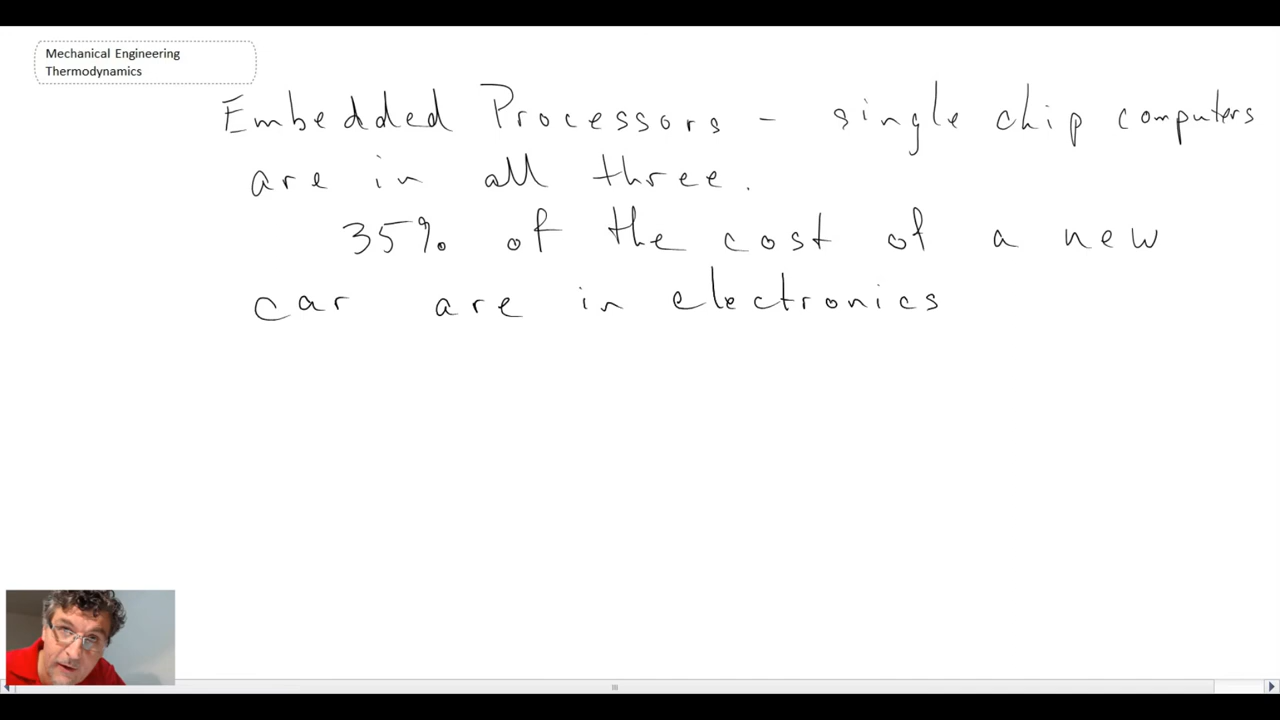 Mechanical Engineering
Thermodynamics
Embedded Processors - single chip computers
are in all three.
35% of the cost of a new
car are in electronics